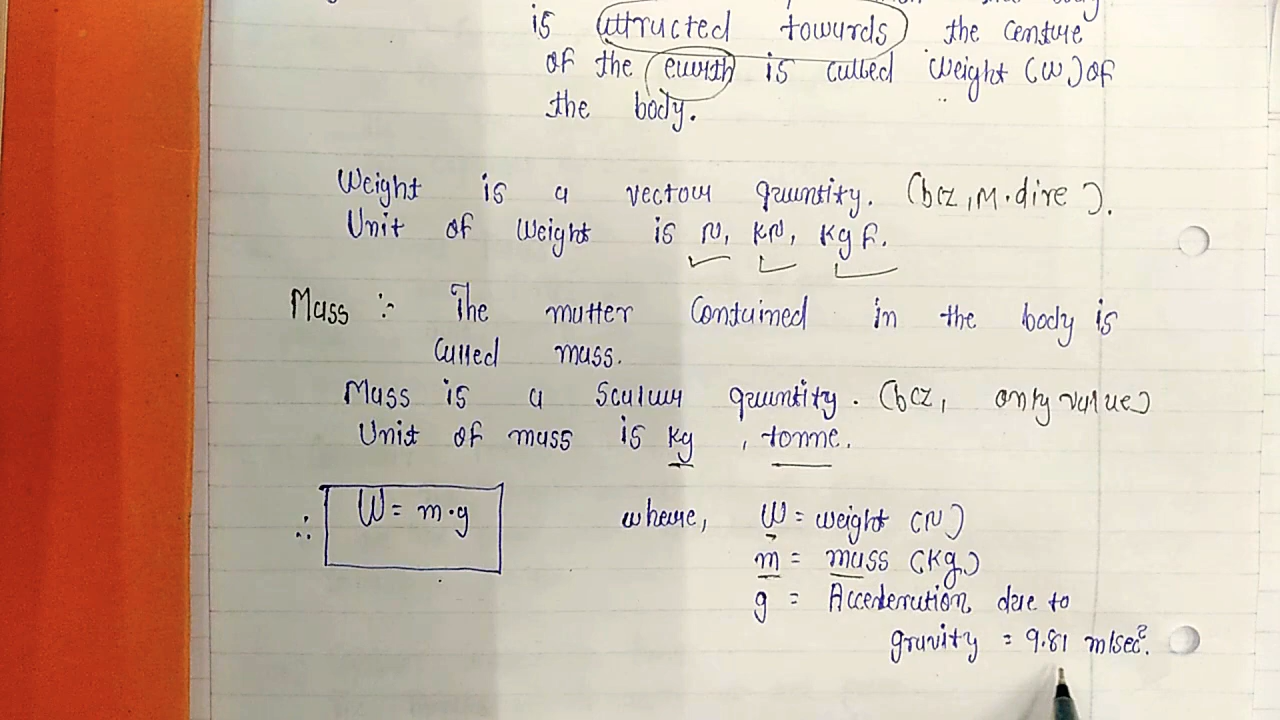 is attracted towards the centure
of the earth is called Weight (W) of
the body.
Weight is a vector quantity. (bcz, M. dire).
Unit of Weight is N, KN, Kg F.
Mass :- The matter Contained in the body is
Called mass.
Mass is a Scalar quantity. (bcz, only value)
Unit of mass is kg, tonne.
∴ W = m·g where, W = weight (N)
m = mass (Kg)
g = Acceleration due to
gravity = 9.81 m/sec².